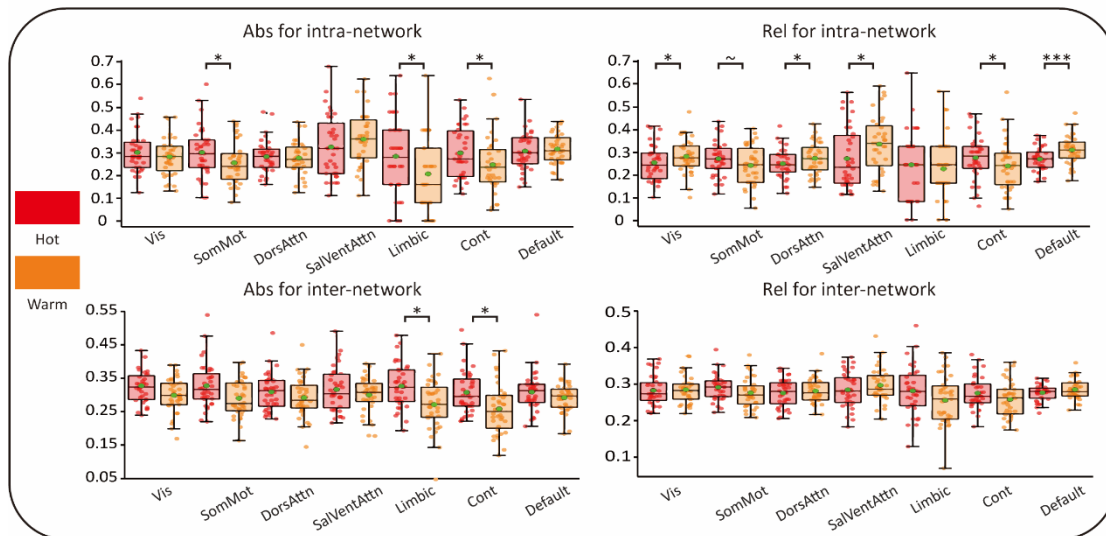 Abs for intra-network
0.7
0.6
0.5
0.4
0.3
0.2
0.1
0
*
*
*
Vis
SomMot
DorsAttn
SalVentAttn
Limbic
Cont
Default
Rel for intra-network
0.7
0.6
0.5
0.4
0.3
0.2
0.1
0
*
~
*
*
*
***
Vis
SomMot
DorsAttn
SalVentAttn
Limbic
Cont
Default
Hot
Warm
Abs for inter-network
0.55
0.45
0.35
0.25
0.15
0.05
*
*
Vis
SomMot
DorsAttn
SalVentAttn
Limbic
Cont
Default
Rel for inter-network
0.5
0.4
0.3
0.2
0.1
Vis
SomMot
DorsAttn
SalVentAttn
Limbic
Cont
Default